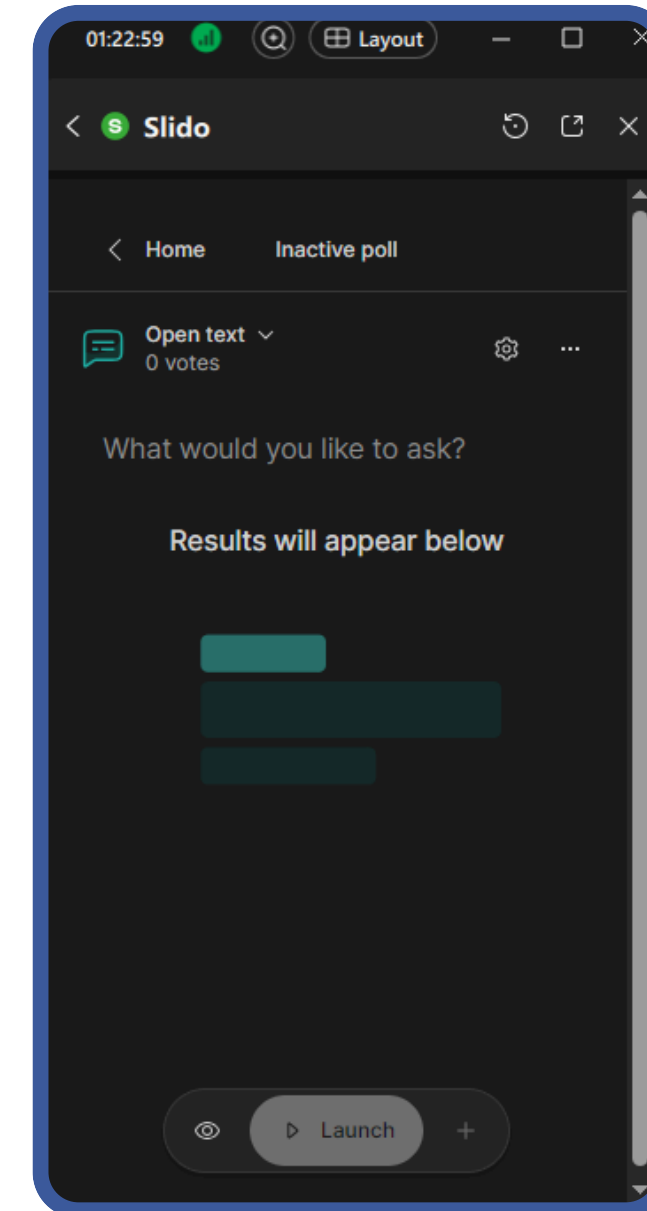 01:22:59 Layout
S Slido
Home Inactive poll
Open text
0 votes
What would you like to ask?
Results will appear below
Launch